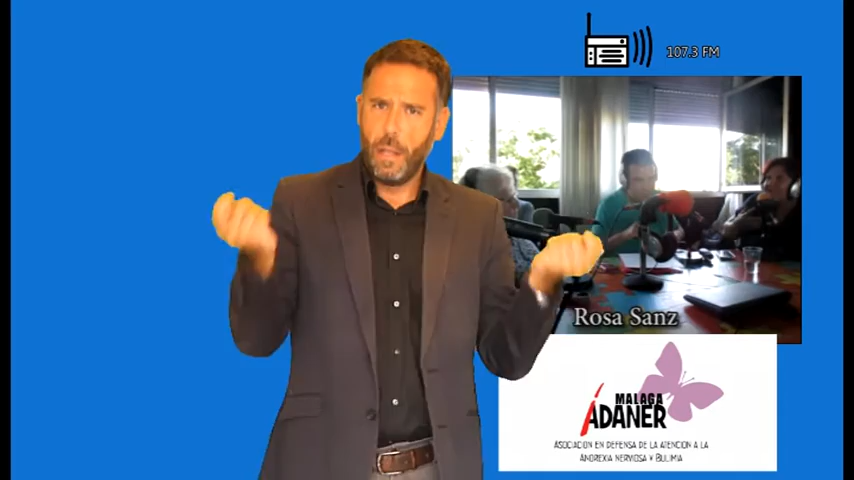 107.3 FM
Rosa Sanz
MALAGA
ADANER
ASOCIACION EN DEFENSA DE LA ATENCION A LA
ANOREXIA NERVIOSA Y BULIMIA